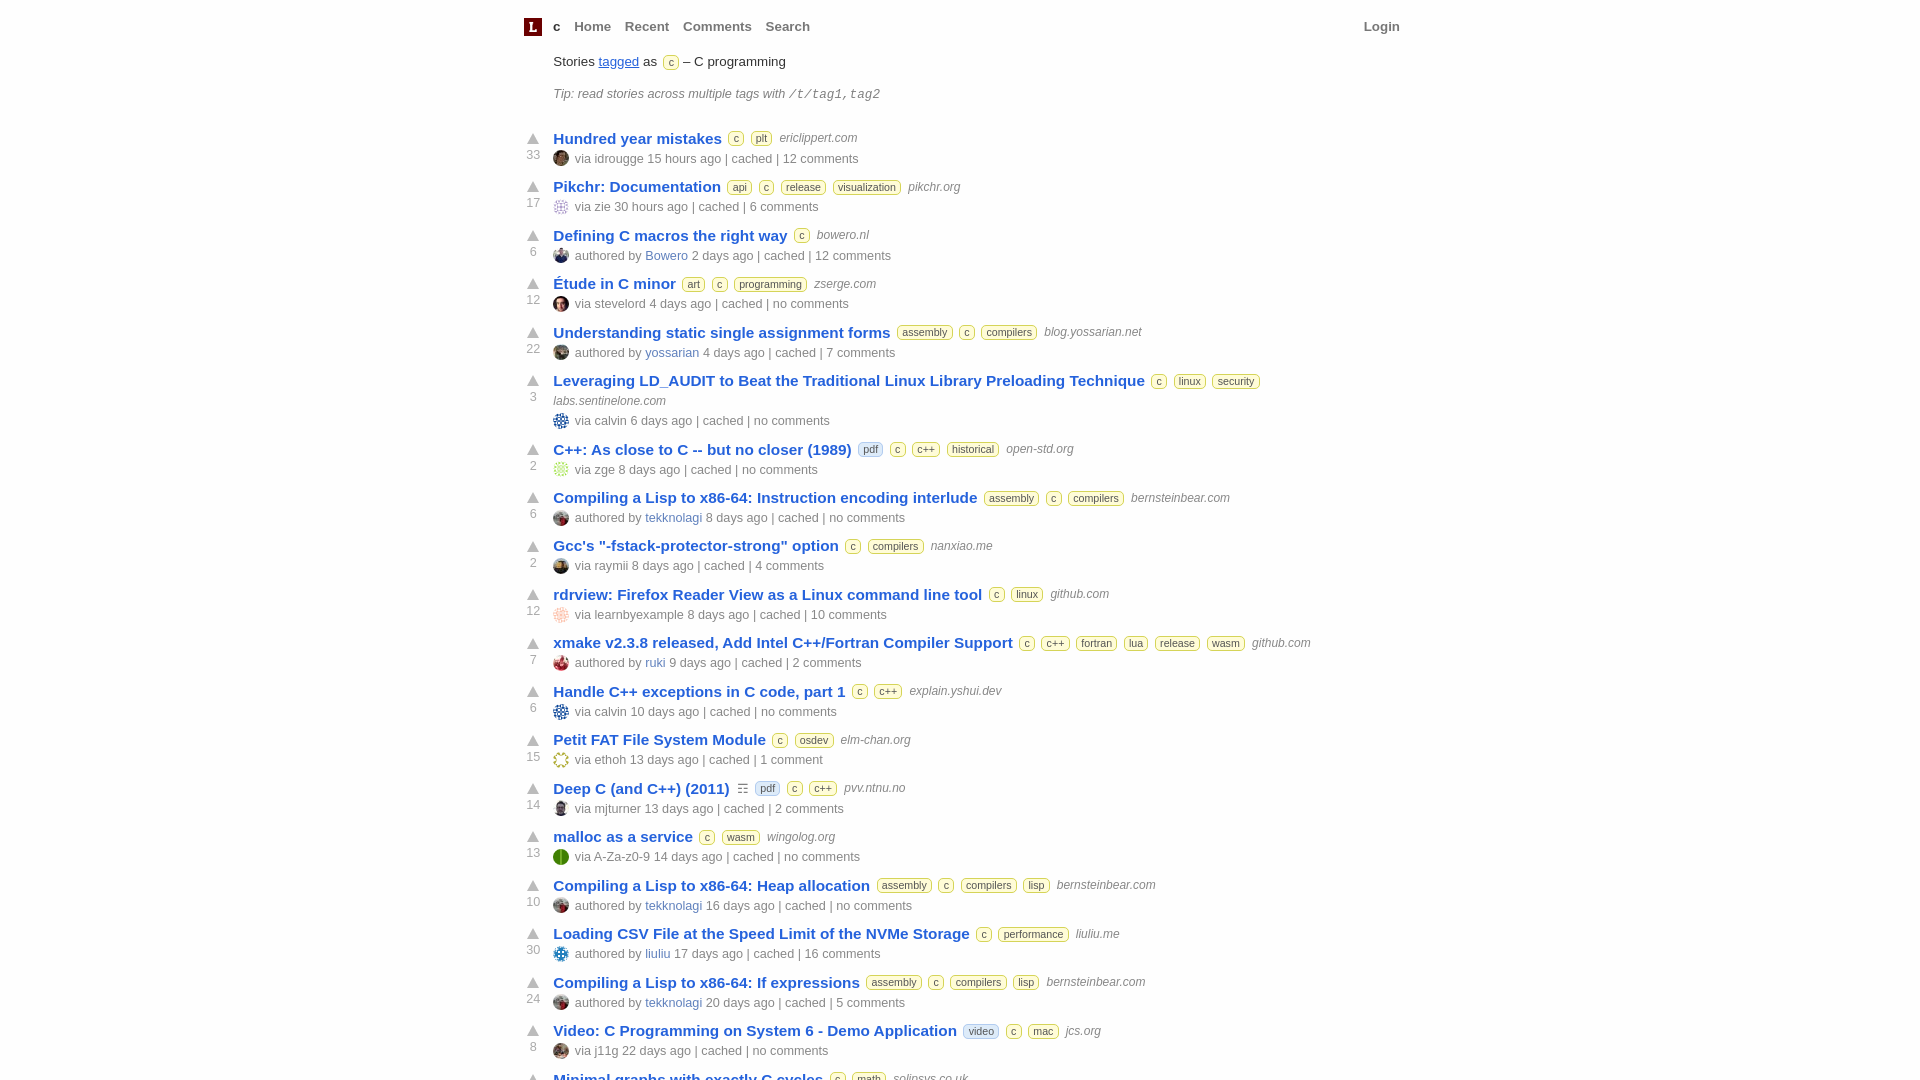 L c Home Recent Comments Search Login
Stories tagged as c – C programming
Tip: read stories across multiple tags with /t/tag1,tag2
Hundred year mistakes c plt ericlippert.com
33 via idrougge 15 hours ago | cached | 12 comments
Pikchr: Documentation api c release visualization pikchr.org
17 via zie 30 hours ago | cached | 6 comments
Defining C macros the right way c bowero.nl
6 authored by Bowero 2 days ago | cached | 12 comments
Étude in C minor art c programming zserge.com
12 via stevelord 4 days ago | cached | no comments
Understanding static single assignment forms assembly c compilers blog.yossarian.net
22 authored by yossarian 4 days ago | cached | 7 comments
Leveraging LD_AUDIT to Beat the Traditional Linux Library Preloading Technique c linux security
3 labs.sentinelone.com
via calvin 6 days ago | cached | no comments
C++: As close to C -- but no closer (1989) pdf c c++ historical open-std.org
2 via zge 8 days ago | cached | no comments
Compiling a Lisp to x86-64: Instruction encoding interlude assembly c compilers bernsteinbear.com
6 authored by tekknolagi 8 days ago | cached | no comments
Gcc's "-fstack-protector-strong" option c compilers nanxiao.me
2 via raymii 8 days ago | cached | 4 comments
rdrview: Firefox Reader View as a Linux command line tool c linux github.com
12 via learnbyexample 8 days ago | cached | 10 comments
xmake v2.3.8 released, Add Intel C++/Fortran Compiler Support c c++ fortran lua release wasm github.com
7 authored by ruki 9 days ago | cached | 2 comments
Handle C++ exceptions in C code, part 1 c c++ explain.yshui.dev
6 via calvin 10 days ago | cached | no comments
Petit FAT File System Module c osdev elm-chan.org
15 via ethoh 13 days ago | cached | 1 comment
Deep C (and C++) (2011) ☶ pdf c c++ pvv.ntnu.no
14 via mjturner 13 days ago | cached | 2 comments
malloc as a service c wasm wingolog.org
13 via A-Za-z0-9 14 days ago | cached | no comments
Compiling a Lisp to x86-64: Heap allocation assembly c compilers lisp bernsteinbear.com
10 authored by tekknolagi 16 days ago | cached | no comments
Loading CSV File at the Speed Limit of the NVMe Storage c performance liuliu.me
30 authored by liuliu 17 days ago | cached | 16 comments
Compiling a Lisp to x86-64: If expressions assembly c compilers lisp bernsteinbear.com
24 authored by tekknolagi 20 days ago | cached | 5 comments
Video: C Programming on System 6 - Demo Application video c mac jcs.org
8 via j11g 22 days ago | cached | no comments
Minimal graphs with exactly C cycles c math solipsys.co.uk